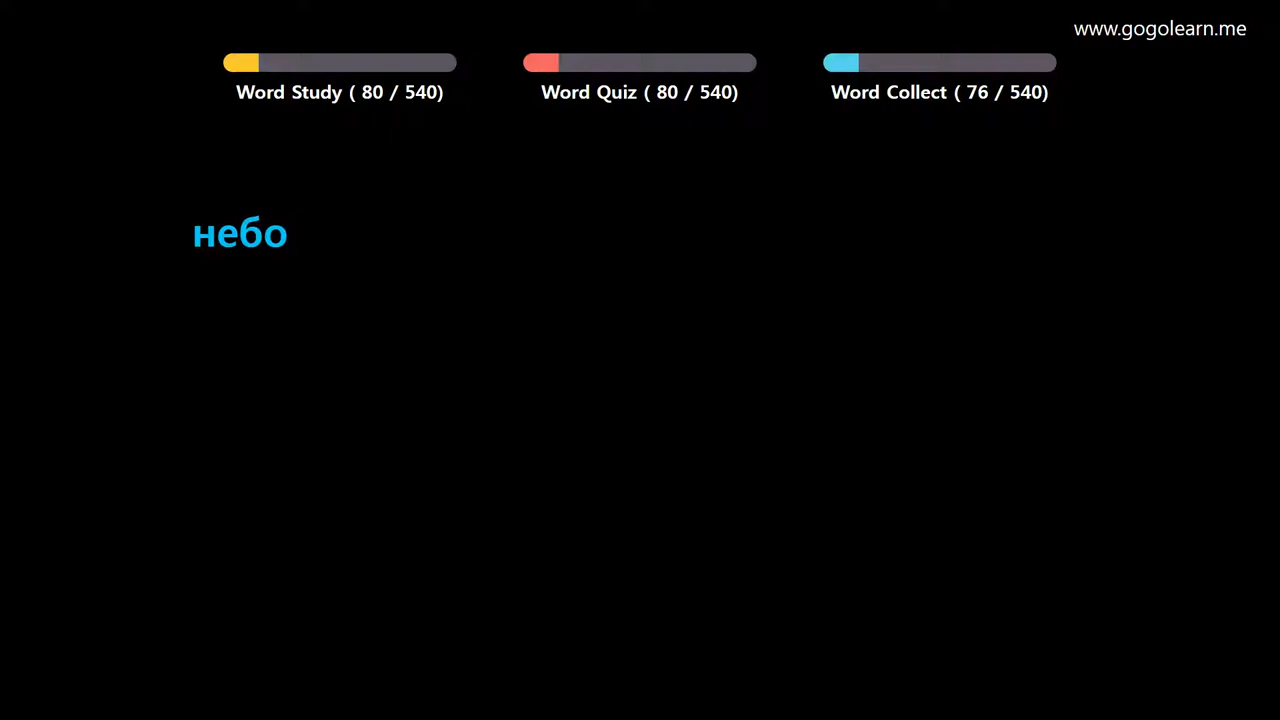 www.gogolearn.me
Word Study ( 80 / 540)
Word Quiz ( 80 / 540)
Word Collect ( 76 / 540)
небо